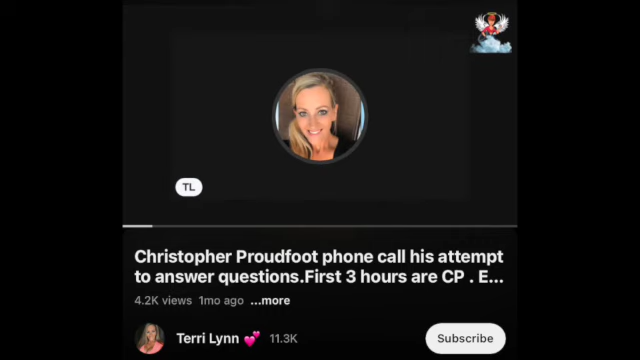 TL
Christopher Proudfoot phone call his attempt
to answer questions.First 3 hours are CP . E...
4.2K views 1mo ago ...more
Terri Lynn 💕 11.3K
Subscribe